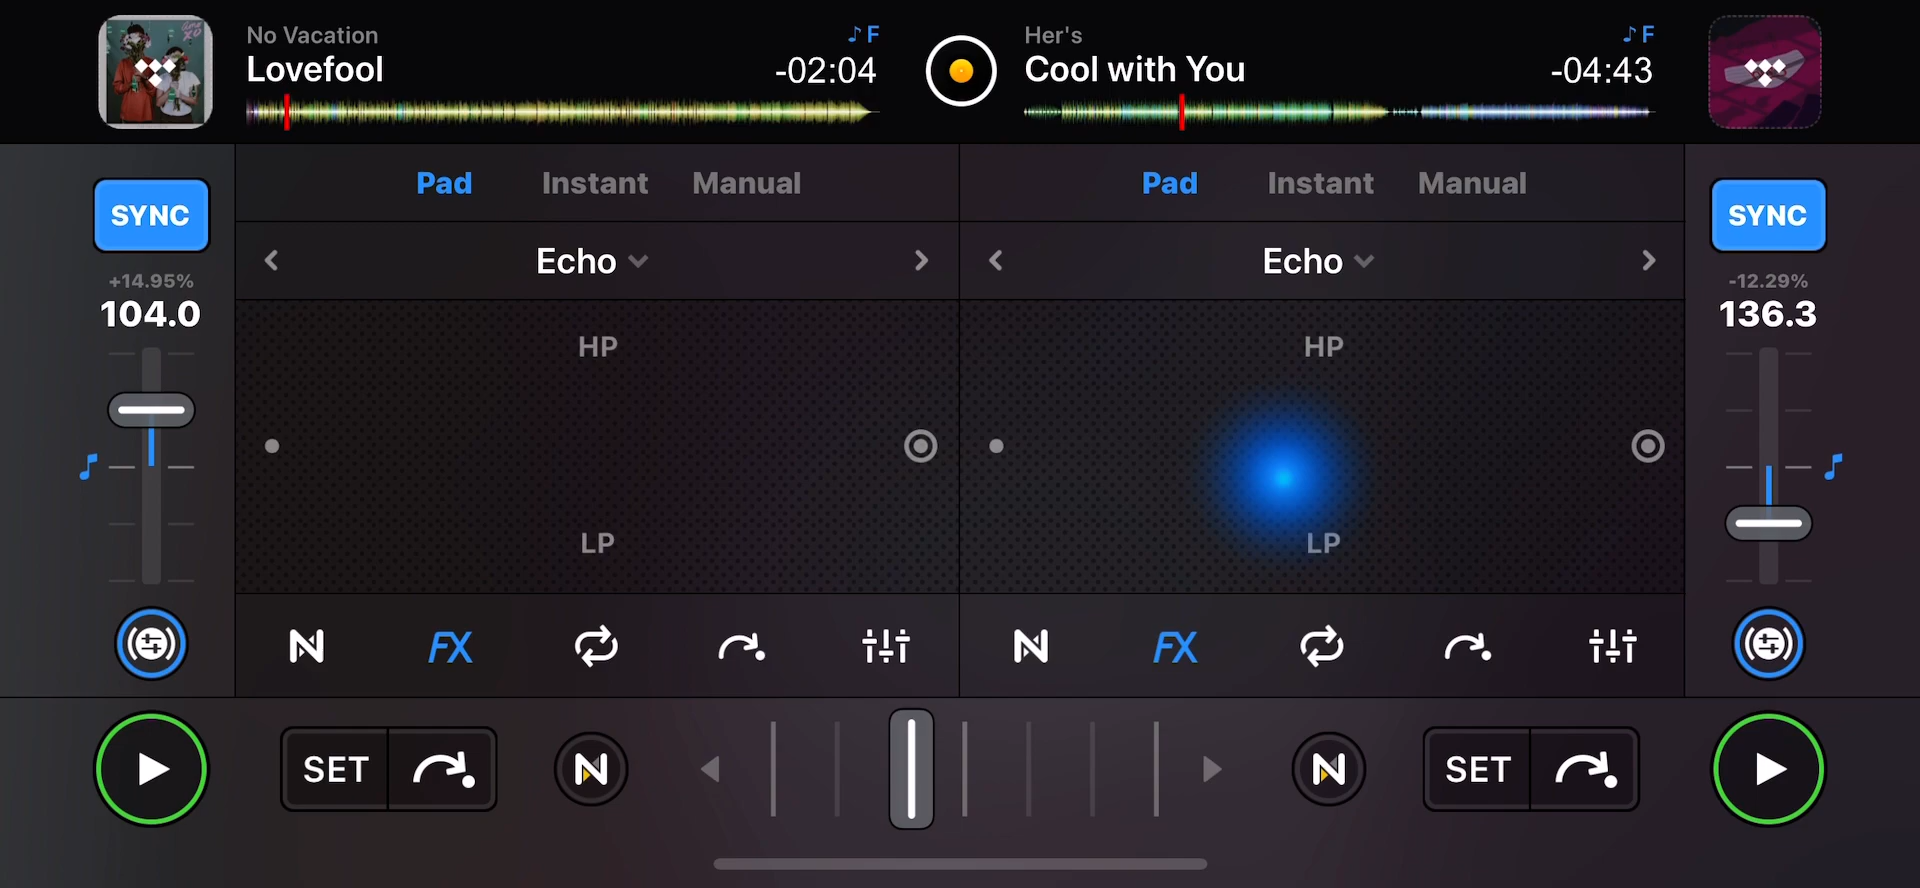 No Vacation
♪ F
Lovefool
-02:04
Her's
♪ F
Cool with You
-04:43
Pad
Instant
Manual
Pad
Instant
Manual
SYNC
SYNC
Echo
Echo
+14.95%
104.0
-12.29%
136.3
HP
HP
LP
LP
FX
FX
SET
SET